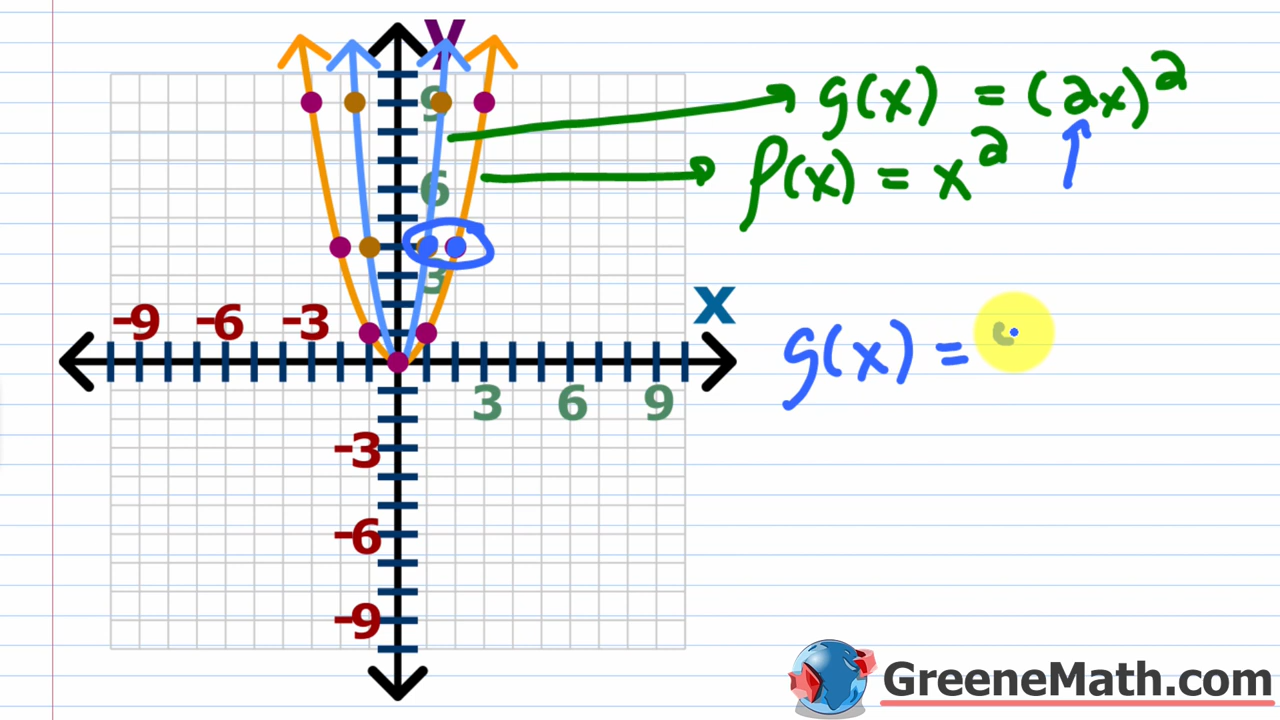 Y
9
g(x) = (2x)²
f(x) = x²
6
3
X
-9 -6 -3
g(x) =
3 6 9
-3
-6
-9
GreeneMath.com